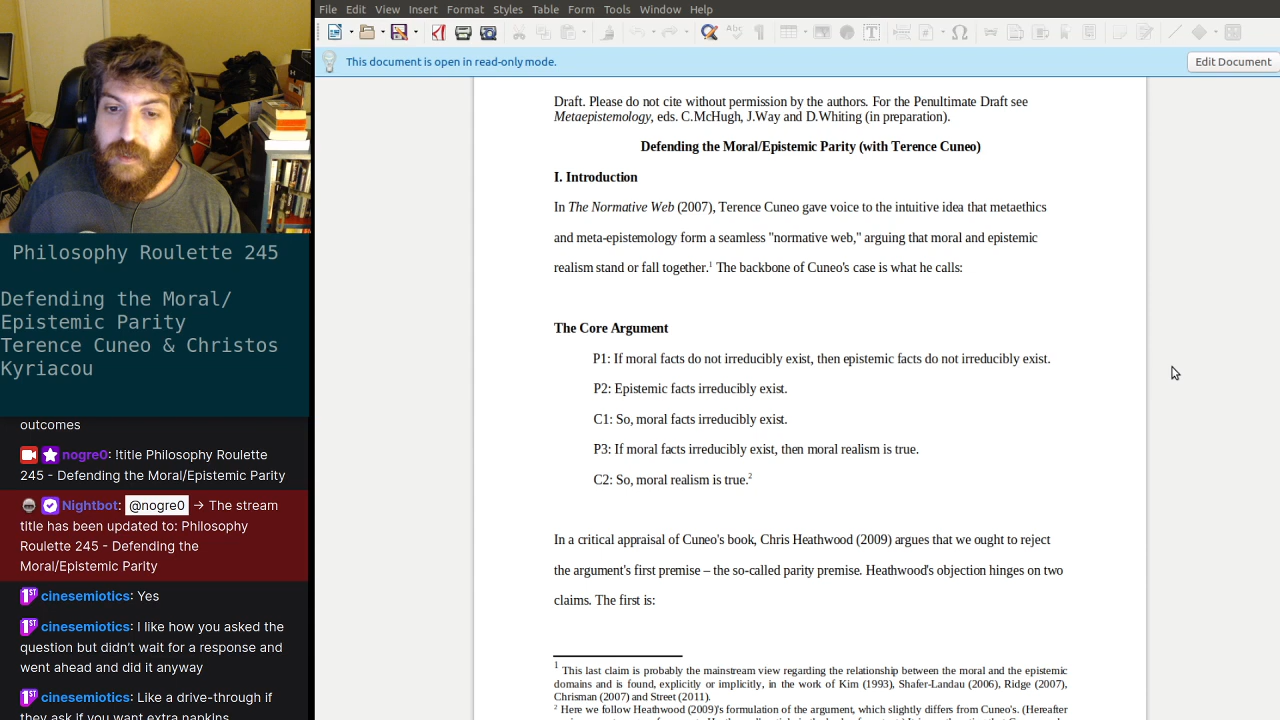 File Edit View Insert Format Styles Table Form Tools Window Help
This document is open in read-only mode.
Edit Document
Draft. Please do not cite without permission by the authors. For the Penultimate Draft see
Metaepistemology, eds. C.McHugh, J.Way and D.Whiting (in preparation).
Defending the Moral/Epistemic Parity (with Terence Cuneo)
I. Introduction
In The Normative Web (2007), Terence Cuneo gave voice to the intuitive idea that metaethics
and meta-epistemology form a seamless "normative web," arguing that moral and epistemic
realism stand or fall together.1 The backbone of Cuneo's case is what he calls:
The Core Argument
P1: If moral facts do not irreducibly exist, then epistemic facts do not irreducibly exist.
P2: Epistemic facts irreducibly exist.
C1: So, moral facts irreducibly exist.
P3: If moral facts irreducibly exist, then moral realism is true.
C2: So, moral realism is true.2
In a critical appraisal of Cuneo's book, Chris Heathwood (2009) argues that we ought to reject
the argument's first premise – the so-called parity premise. Heathwood's objection hinges on two
claims. The first is:
1 This last claim is probably the mainstream view regarding the relationship between the moral and the epistemic
domains and is found, explicitly or implicitly, in the work of Kim (1993), Shafer-Landau (2006), Ridge (2007),
Chrisman (2007) and Street (2011).
2 Here we follow Heathwood (2009)'s formulation of the argument, which slightly differs from Cuneo's. (Hereafter
Philosophy Roulette 245
Defending the Moral/
Epistemic Parity
Terence Cuneo & Christos
Kyriacou
outcomes
nogre0: !title Philosophy Roulette
245 - Defending the Moral/Epistemic Parity
Nightbot: @nogre0 → The stream
title has been updated to: Philosophy
Roulette 245 - Defending the
Moral/Epistemic Parity
1ST cinesemiotics: Yes
1ST cinesemiotics: I like how you asked the
question but didn't wait for a response and
went ahead and did it anyway
1ST cinesemiotics: Like a drive-through if
they ask if you want extra napkins